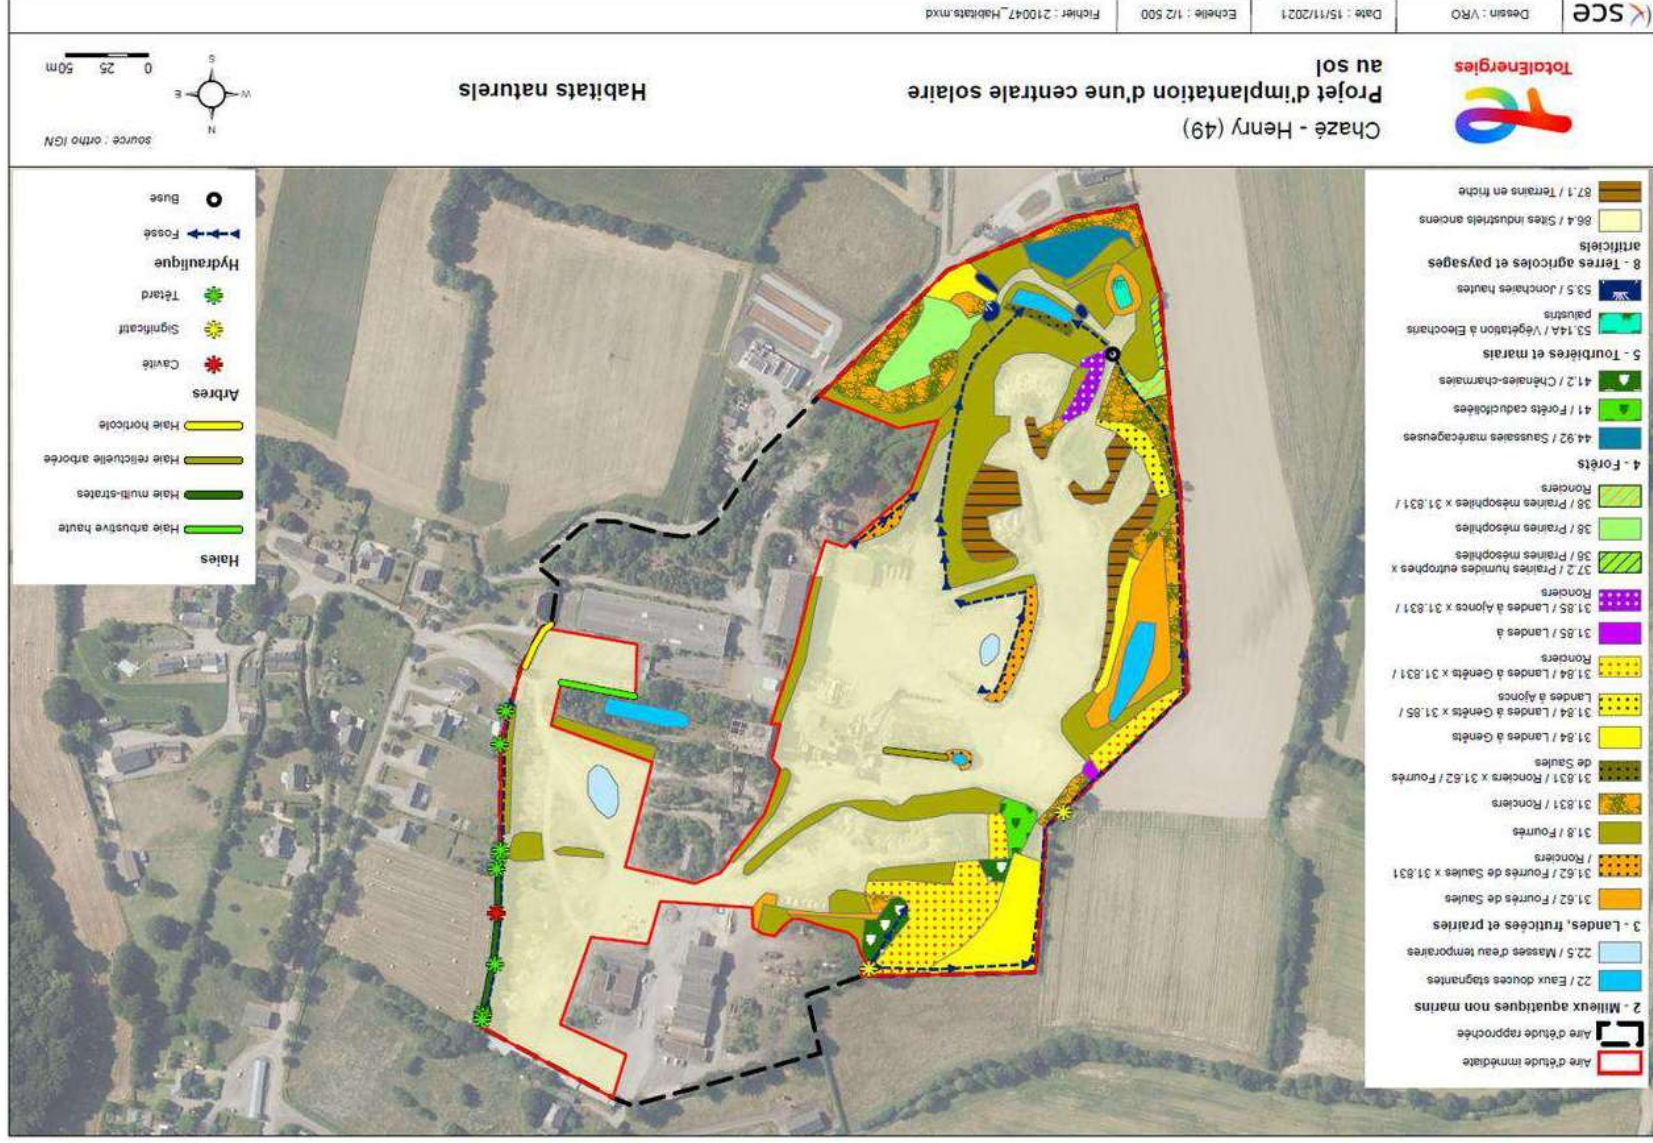 Aire d'étude immédiate
Aire d'étude rapprochée
2 - Milieux aquatiques non marins
22 / Eaux douces stagnantes
22.5 / Masses d'eau temporaires
3 - Landes, fruticées et prairies
31.62 / Fourrés de Saules
31.62 / Fourrés de Saules x 31.831
/ Ronciers
31.8 / Fourrés
31.831 / Ronciers
31.831 / Ronciers x 31.62 / Fourrés
de Saules
31.84 / Landes à Genêts
31.84 / Landes à Genêts x 31.85 /
Landes à Ajoncs
31.84 / Landes à Genêts x 31.831 /
Ronciers
31.85 / Landes à
31.85 / Landes à Ajoncs x 31.831 /
Ronciers
37.2 / Prairies humides eutrophes x
38 / Prairies mésophiles
38 / Prairies mésophiles
38 / Prairies mésophiles x 31.831 /
Ronciers
4 - Forêts
44.92 / Saussaies marécageuses
41 / Forêts caducifoliées
41.2 / Chênaies-charmaies
5 - Tourbières et marais
53.14A / Végétation à Eleocharis
palustris
53.5 / Jonchaies hautes
8 - Terres agricoles et paysages
artificiels
86.4 / Sites industriels anciens
87.1 / Terrains en friche
Haies
Haie arbustive haute
Haie multi-strates
Haie relictuelle arborée
Haie horticole
Arbres
Cavité
Significatif
Têtard
Hydraulique
Fossé
Buse
TotalEnergies
Chazé - Henry (49)
Projet d'implantation d'une centrale solaire
au sol
Habitats naturels
source : ortho IGN
N
W
E
S
0 25 50m
sce
Dessin : VRO
Date : 15/11/2021
Echelle : 1/2 500
Fichier : 210047_Habitats.mxd